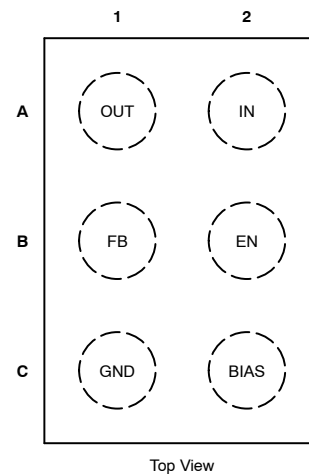 1 2
A OUT IN
B FB EN
C GND BIAS
Top View